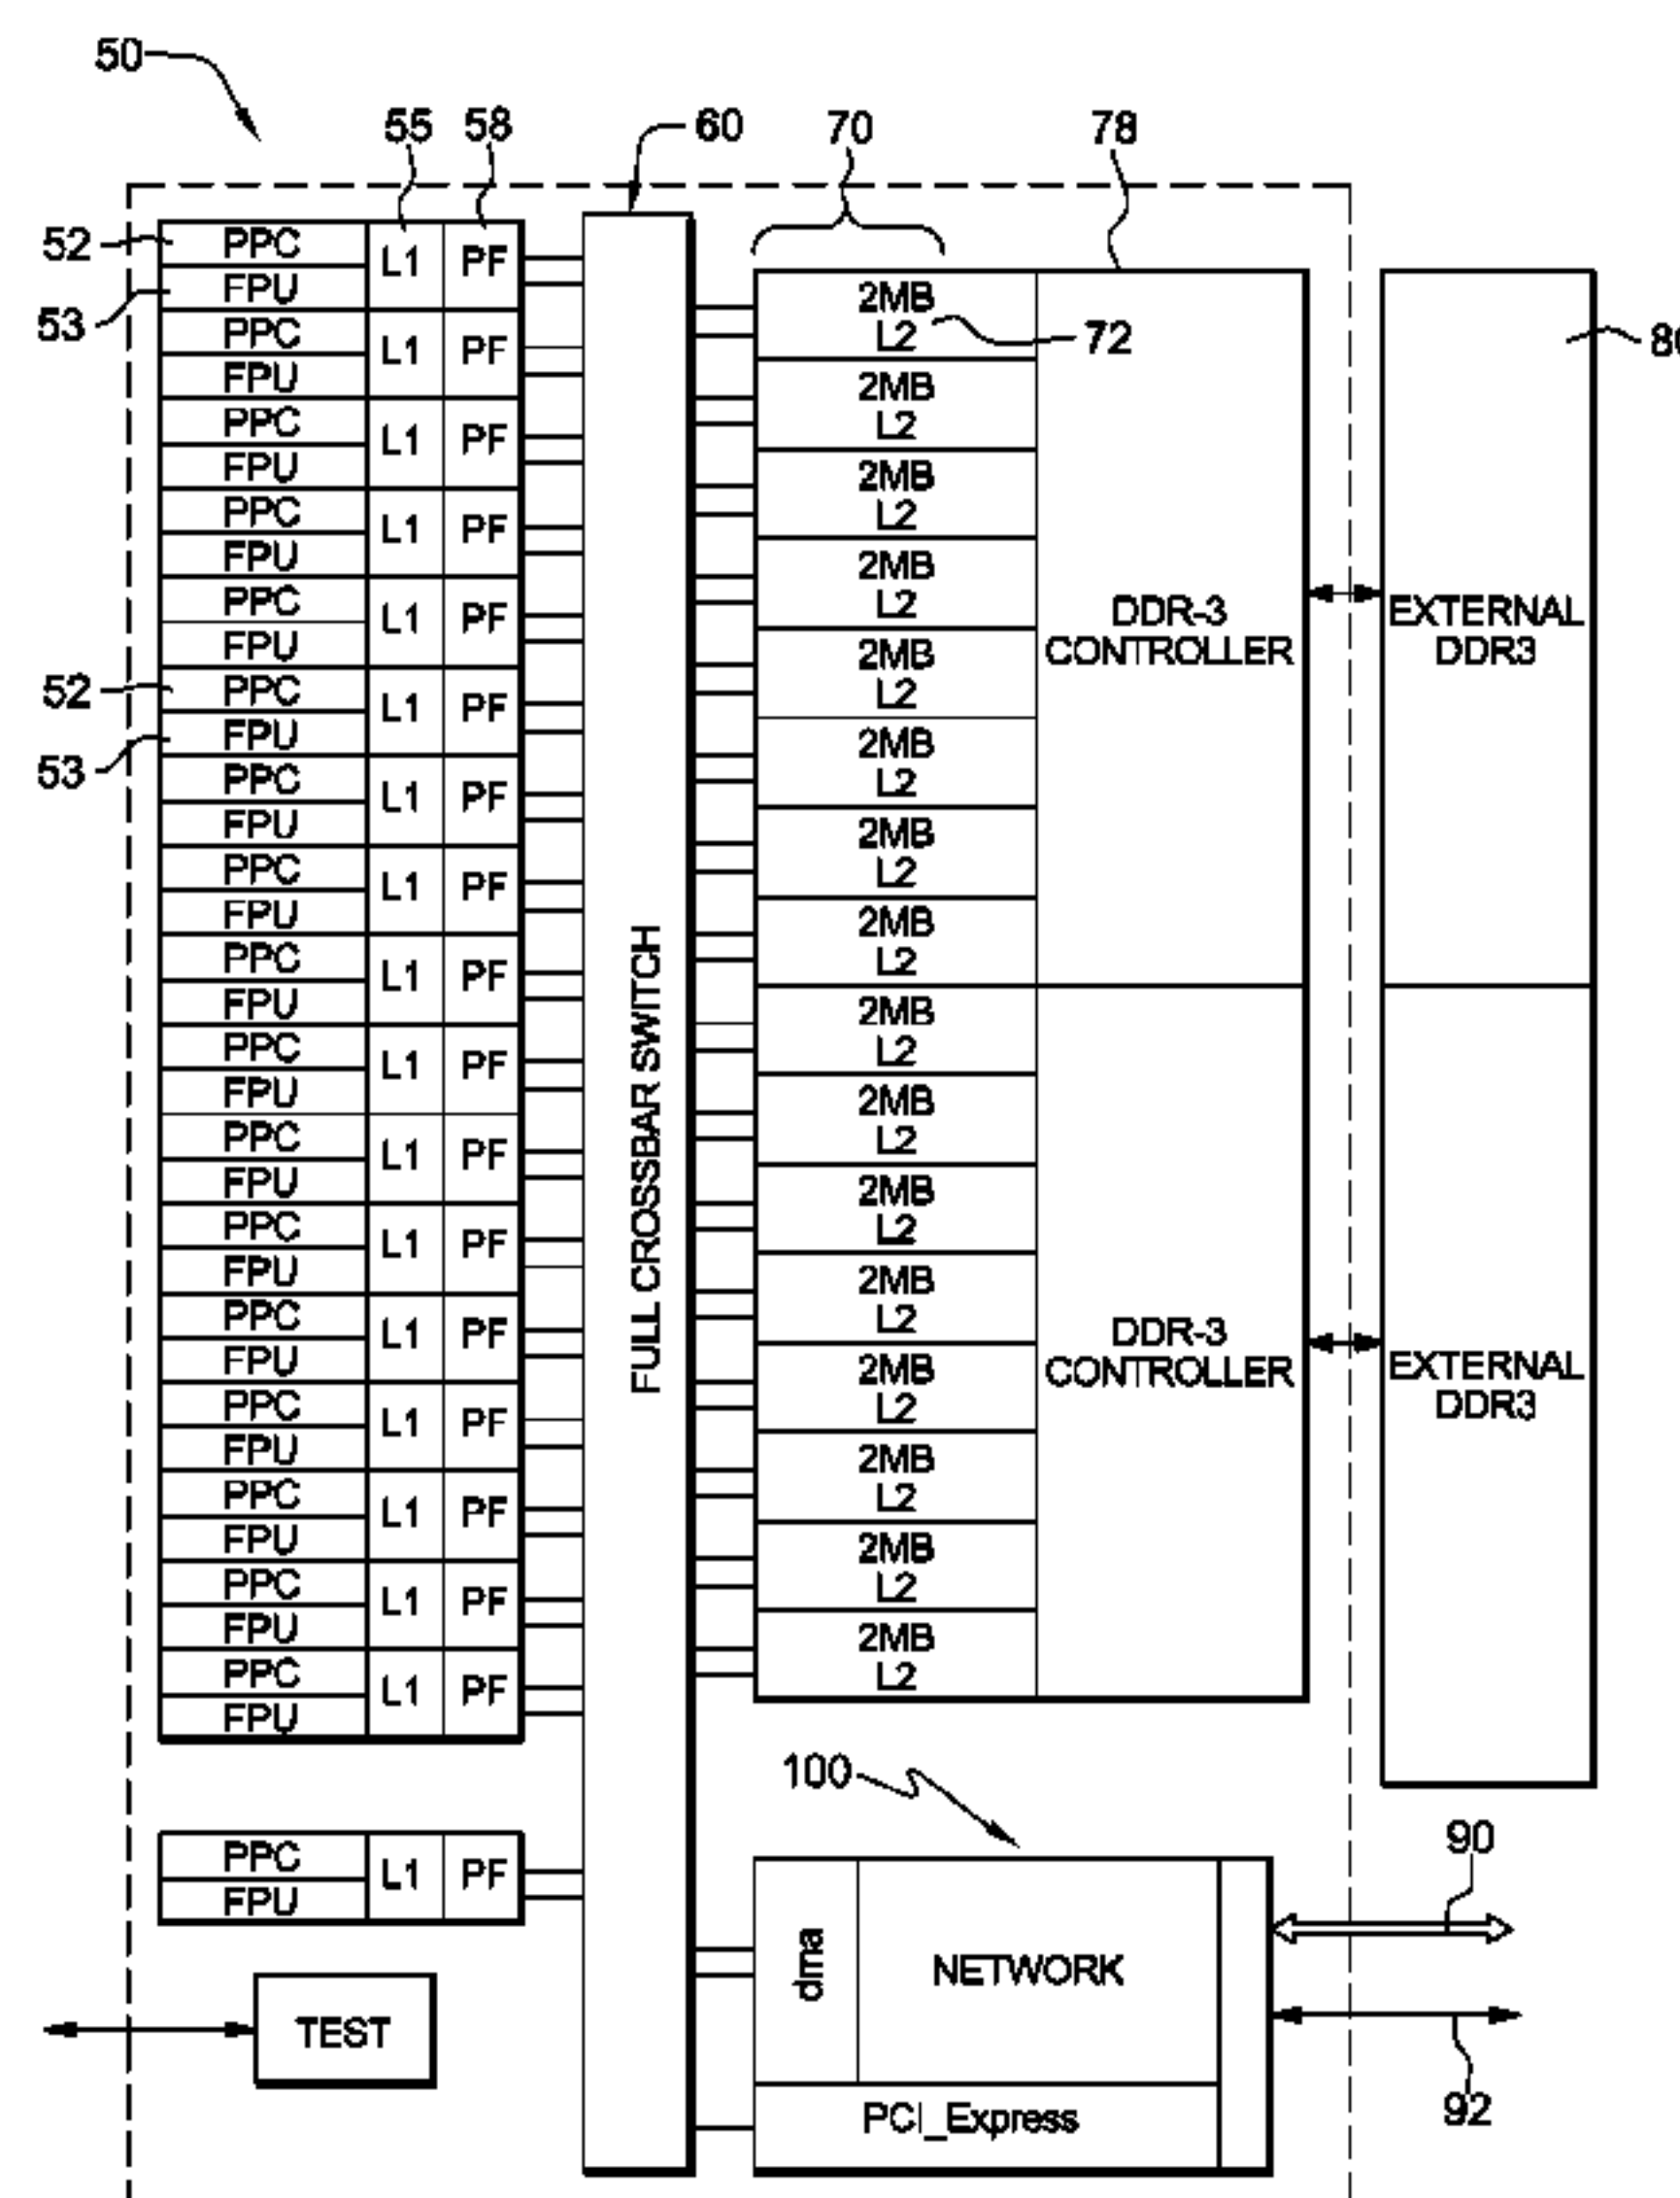 50
55 58
60
70
78
52
PPC
FPU
L1 PF
53
PPC
FPU
L1 PF
PPC
FPU
L1 PF
PPC
FPU
L1 PF
PPC
FPU
L1 PF
52
PPC
FPU
L1 PF
53
PPC
FPU
L1 PF
PPC
FPU
L1 PF
PPC
FPU
L1 PF
PPC
FPU
L1 PF
PPC
FPU
L1 PF
PPC
FPU
L1 PF
PPC
FPU
L1 PF
PPC
FPU
L1 PF
PPC
FPU
L1 PF
PPC
FPU
L1 PF
PPC
FPU
L1 PF
PPC
FPU
L1 PF
TEST
FULL CROSSBAR SWITCH
2MB
L2
72
2MB
L2
2MB
L2
2MB
L2
2MB
L2
2MB
L2
2MB
L2
2MB
L2
2MB
L2
2MB
L2
2MB
L2
2MB
L2
2MB
L2
2MB
L2
2MB
L2
2MB
L2
DDR-3
CONTROLLER
DDR-3
CONTROLLER
EXTERNAL
DDR3
EXTERNAL
DDR3
100
90
dma
NETWORK
PCI_Express
92